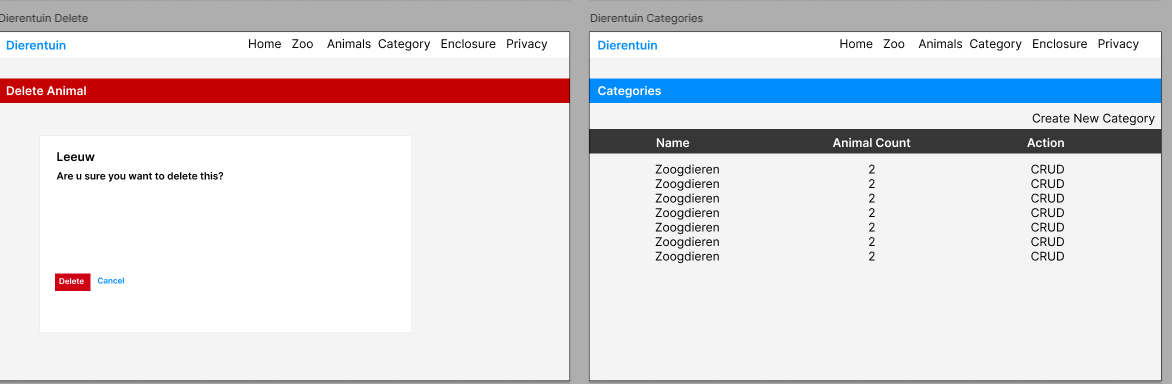 Dierentuin Delete
Dierentuin Home Zoo Animals Category Enclosure Privacy
Delete Animal
Leeuw
Are u sure you want to delete this?
Delete Cancel
Dierentuin Categories
Dierentuin Home Zoo Animals Category Enclosure Privacy
Categories
Create New Category
Name Animal Count Action
Zoogdieren 2 CRUD
Zoogdieren 2 CRUD
Zoogdieren 2 CRUD
Zoogdieren 2 CRUD
Zoogdieren 2 CRUD
Zoogdieren 2 CRUD
Zoogdieren 2 CRUD